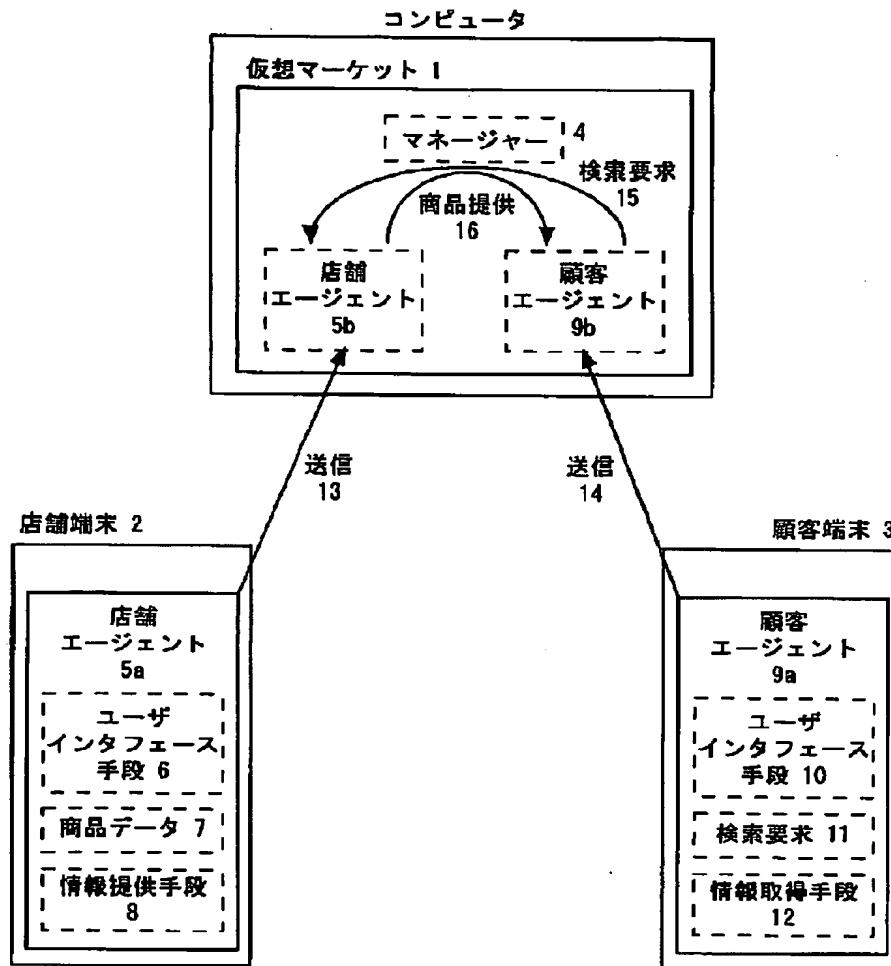 コンピュータ
仮想マーケット 1
マネージャー 4
検索要求
15
商品提供
16
店舗
エージェント
5b
顧客
エージェント
9b
送信
13
送信
14
店舗端末 2
顧客端末 3
店舗
エージェント
5a
ユーザ
インタフェース
手段 6
商品データ 7
情報提供手段
8
顧客
エージェント
9a
ユーザ
インタフェース
手段 10
検索要求 11
情報取得手段
12